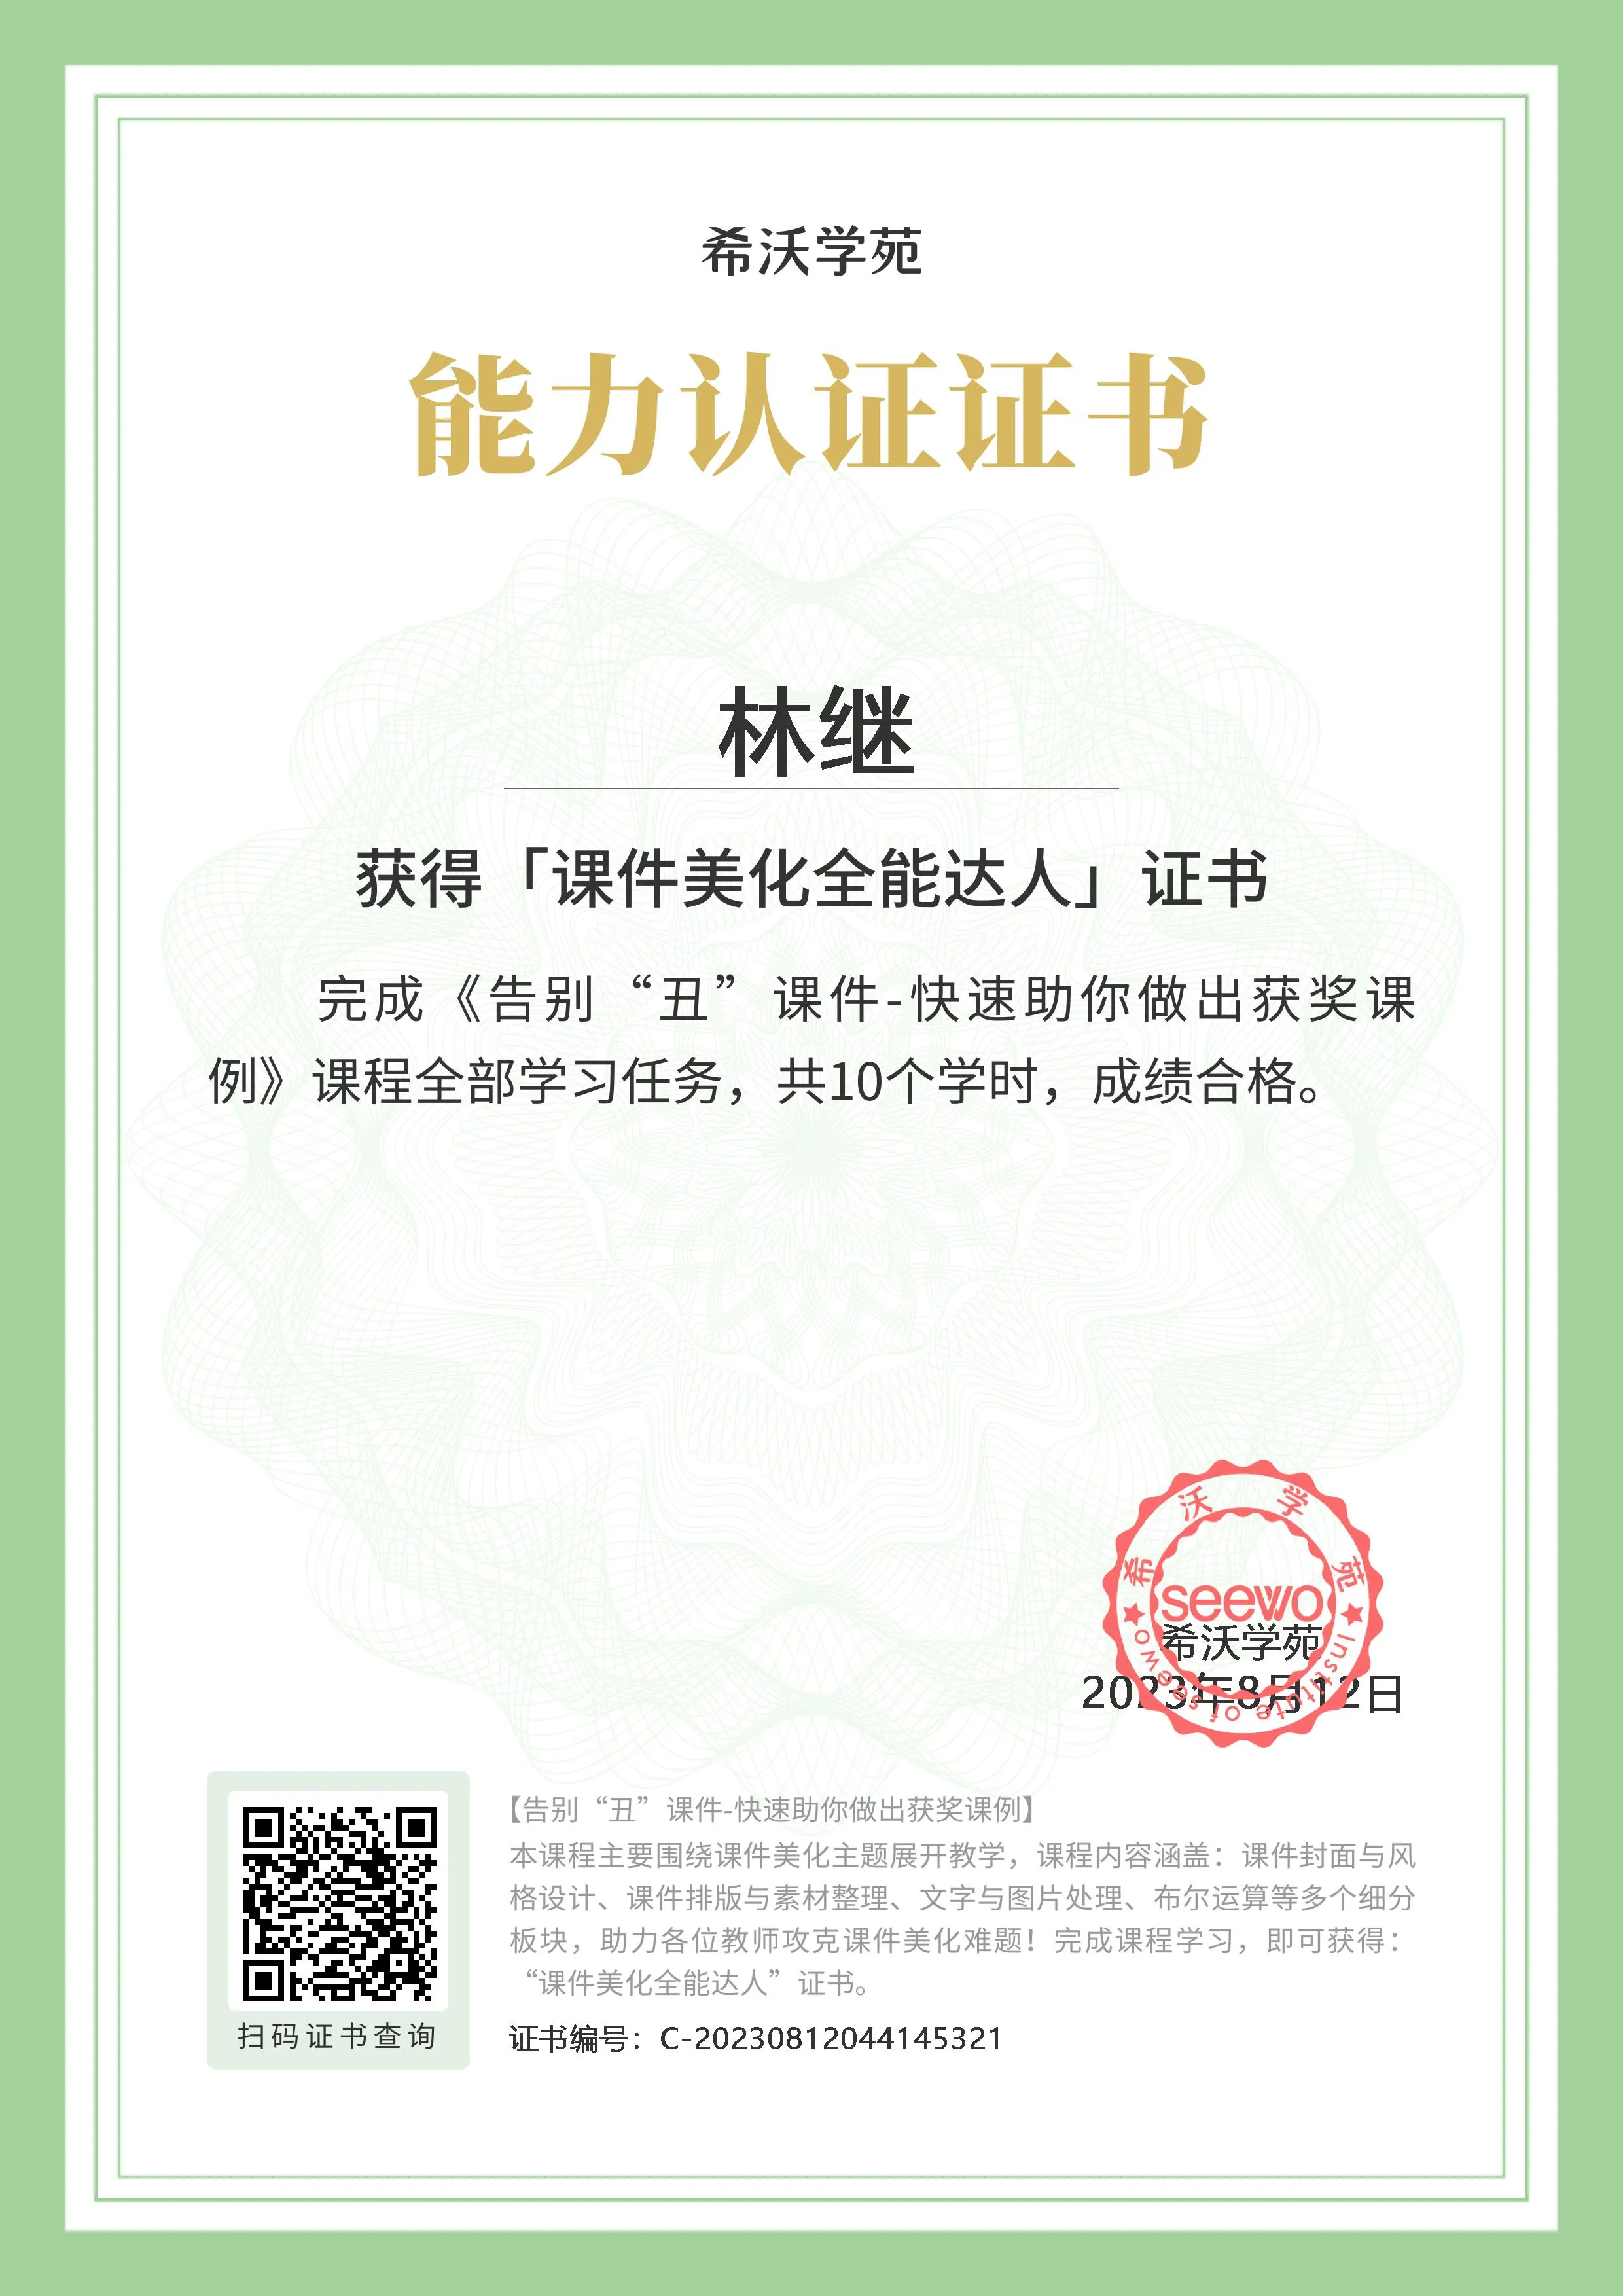 希沃学苑
能力认证证书
林继
获得「课件美化全能达人」证书
完成《告别“丑”课件-快速助你做出获奖课
例》课程全部学习任务，共10个学时，成绩合格。
希沃学苑
seewo
Institute of seewo
希沃学苑
2023年8月12日
【告别“丑”课件-快速助你做出获奖课例】
本课程主要围绕课件美化主题展开教学，课程内容涵盖：课件封面与风
格设计、课件排版与素材整理、文字与图片处理、布尔运算等多个细分
板块，助力各位教师攻克课件美化难题！完成课程学习，即可获得：
“课件美化全能达人”证书。
扫码证书查询
证书编号：C-20230812044145321